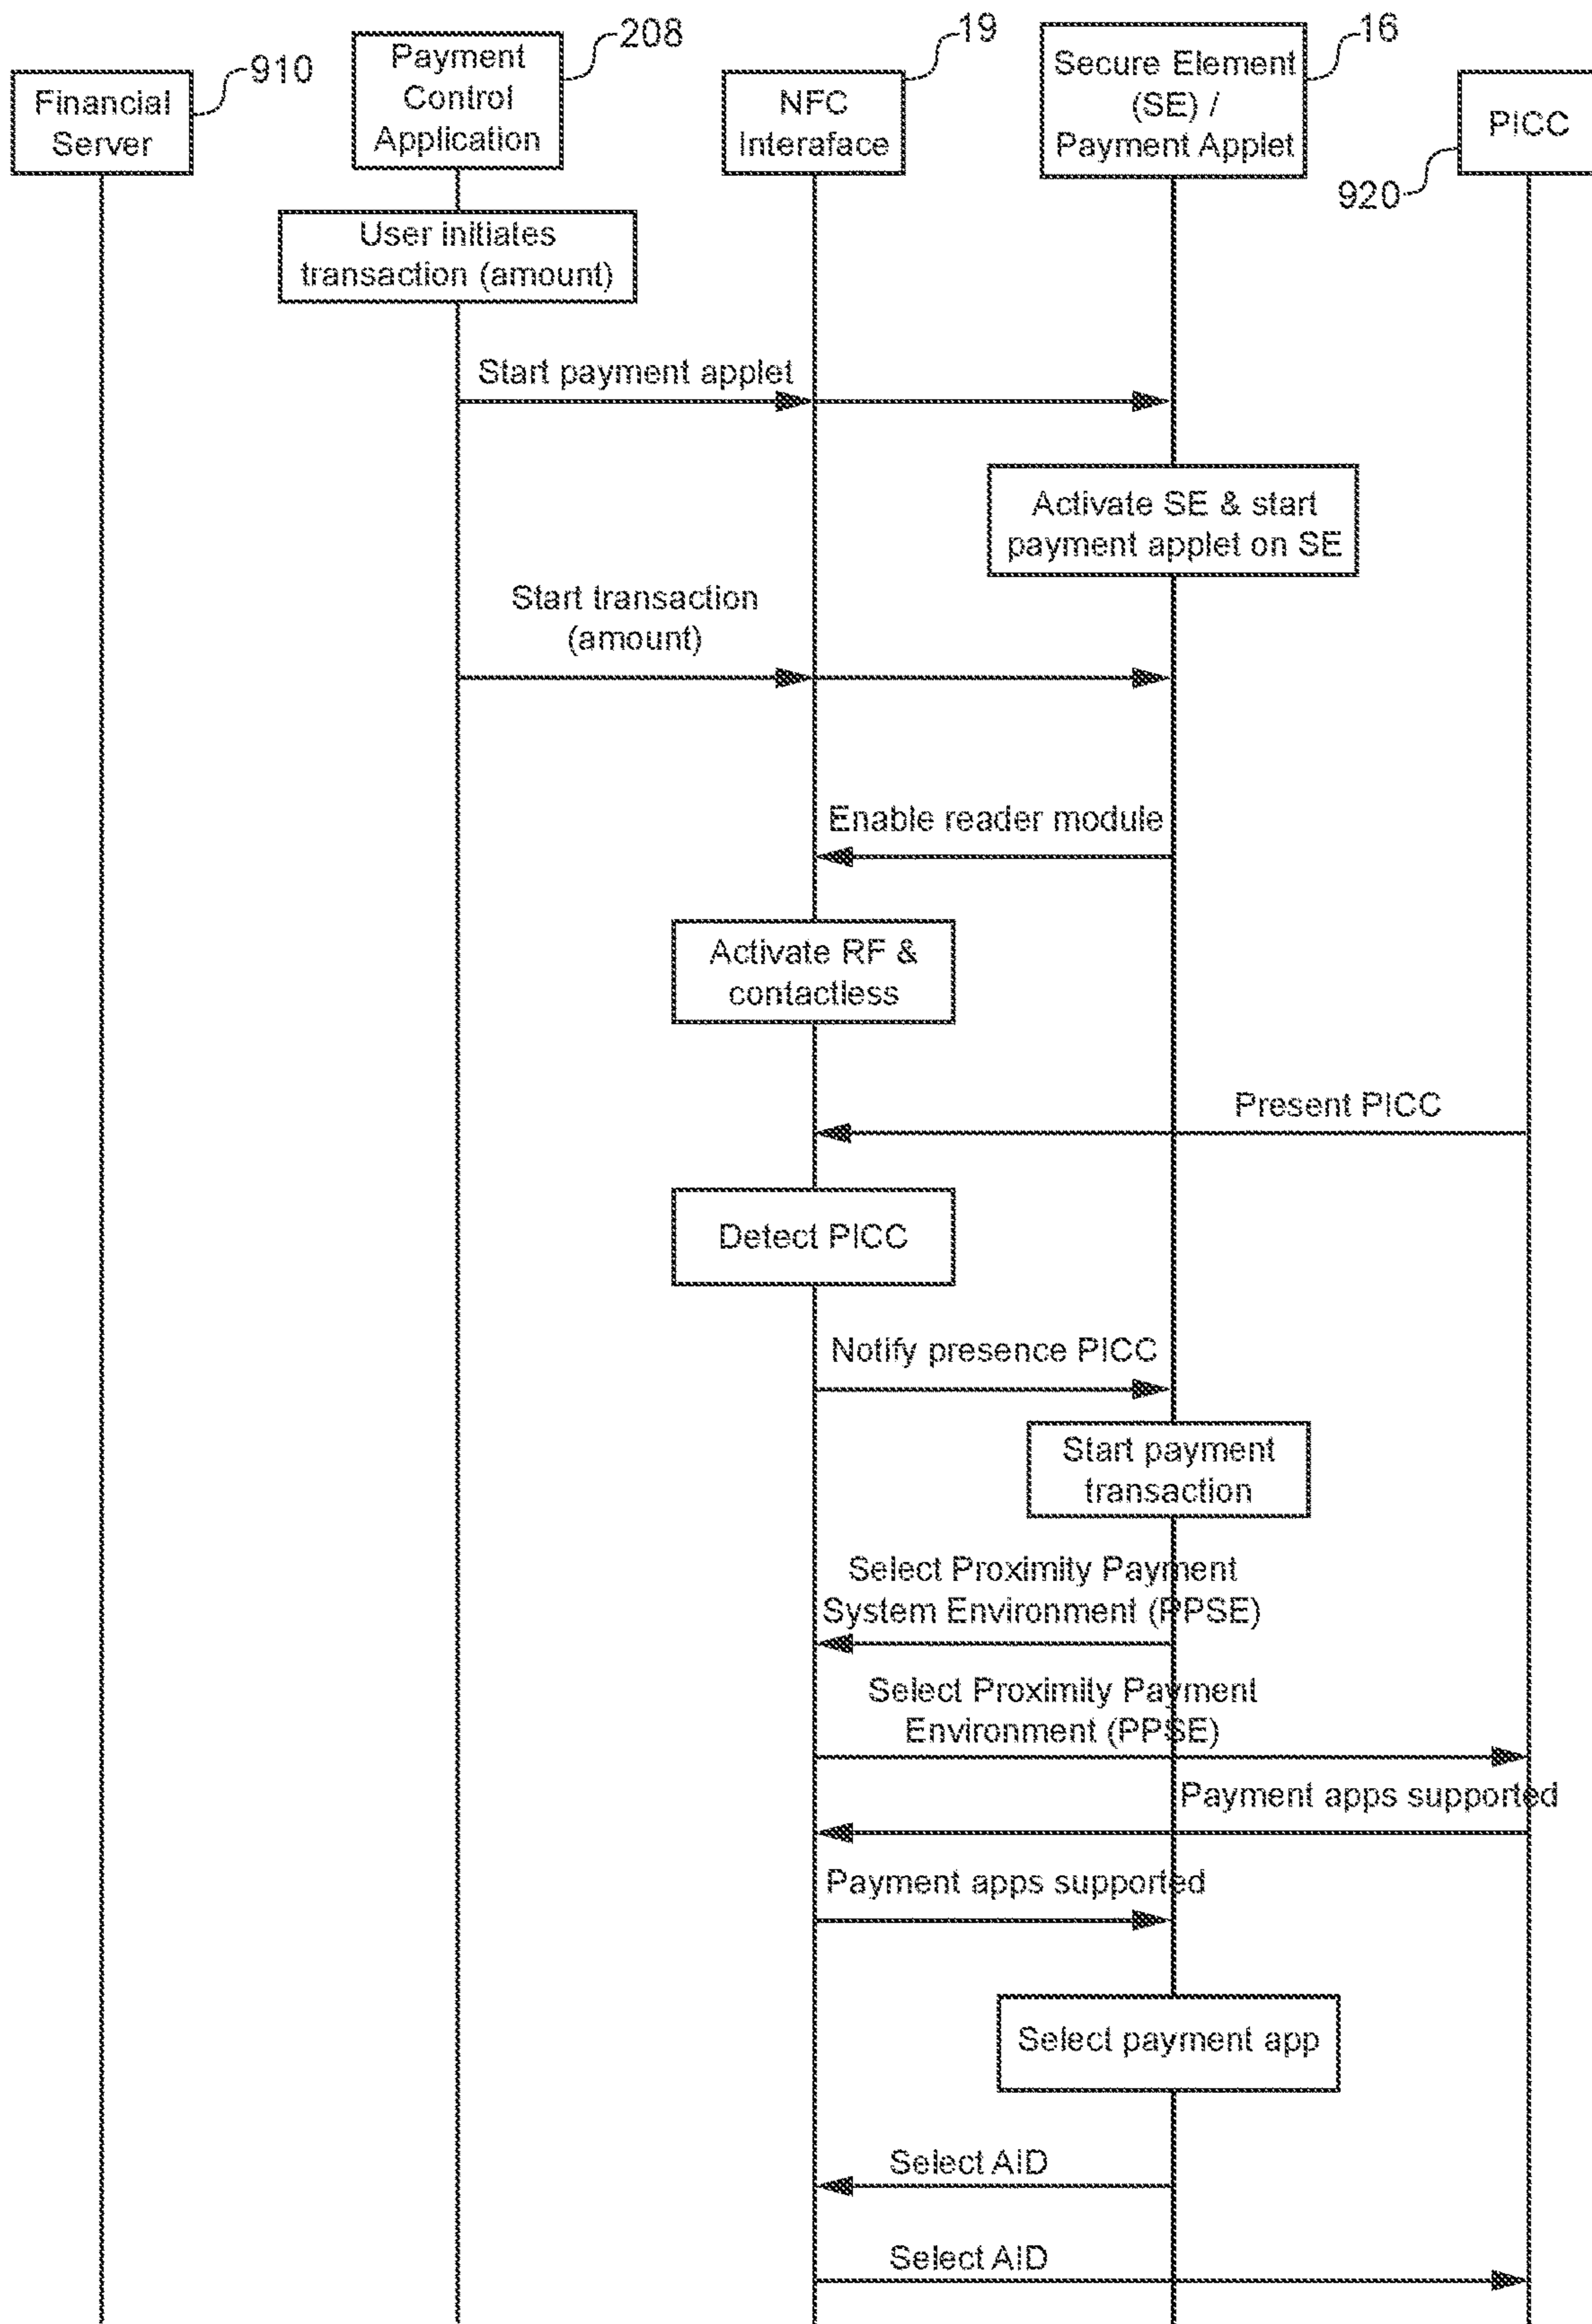 208
19
16
910
920
Financial
Server
Payment
Control
Application
NFC
Interaface
Secure Element
(SE) /
Payment Applet
PICC
User initiates
transaction (amount)
Start payment applet
Activate SE & start
payment applet on SE
Start transaction
(amount)
Enable reader module
Activate RF &
contactless
Present PICC
Detect PICC
Notify presence PICC
Start payment
transaction
Select Proximity Payment
System Environment (PPSE)
Select Proximity Payment
Environment (PPSE)
Payment apps supported
Payment apps supported
Select payment app
Select AID
Select AID